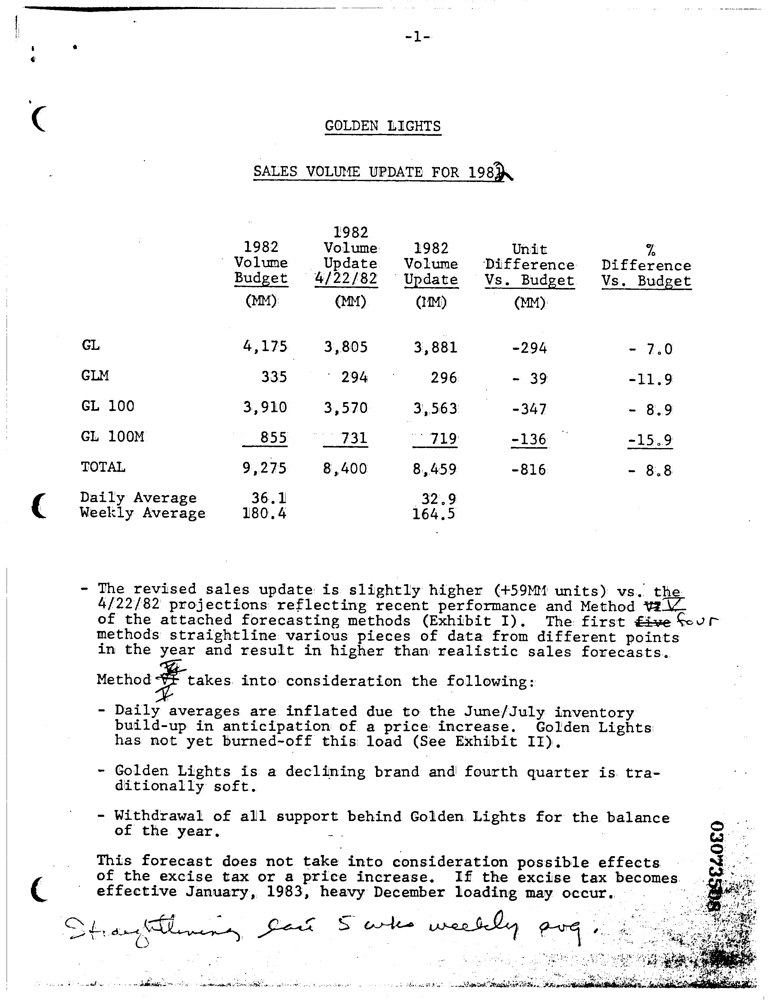 -1-
GOLDEN LIGHTS
SALES VOLUME UPDATE FOR 1982
1982
1982 Volume 1982 Unit %
Volume Update Volume Difference Difference
Budget 4/22/82 Update Vs. Budget Vs. Budget
(MM) (MM) (MM) (MM)
GL 4,175 3,805 3,881 -294 - 7.0
GLM 335 294 296 - 39 -11.9
GL 100 3,910 3,570 3,563 -347 - 8.9
GL 100M 855 731 719 -136 -15.9
TOTAL 9,275 8,400 8,459 -816 - 8.8
Daily Average 36.1 32.9
Weekly Average 180.4 164.5
- The revised sales update is slightly higher (+59MM units) vs. the
4/22/82 projections reflecting recent performance and Method VI V
of the attached forecasting methods (Exhibit I). The first five four
methods straightline various pieces of data from different points
in the year and result in higher than realistic sales forecasts.
Method V takes into consideration the following:
- Daily averages are inflated due to the June/July inventory
build-up in anticipation of a price increase. Golden Lights
has not yet burned-off this load (See Exhibit II).
- Golden Lights is a declining brand and fourth quarter is tra-
ditionally soft.
- Withdrawal of all support behind Golden Lights for the balance
of the year.
This forecast does not take into consideration possible effects
of the excise tax or a price increase. If the excise tax becomes
effective January, 1983, heavy December loading may occur.
Straightlining last 5 wks weekly avg.
03073508